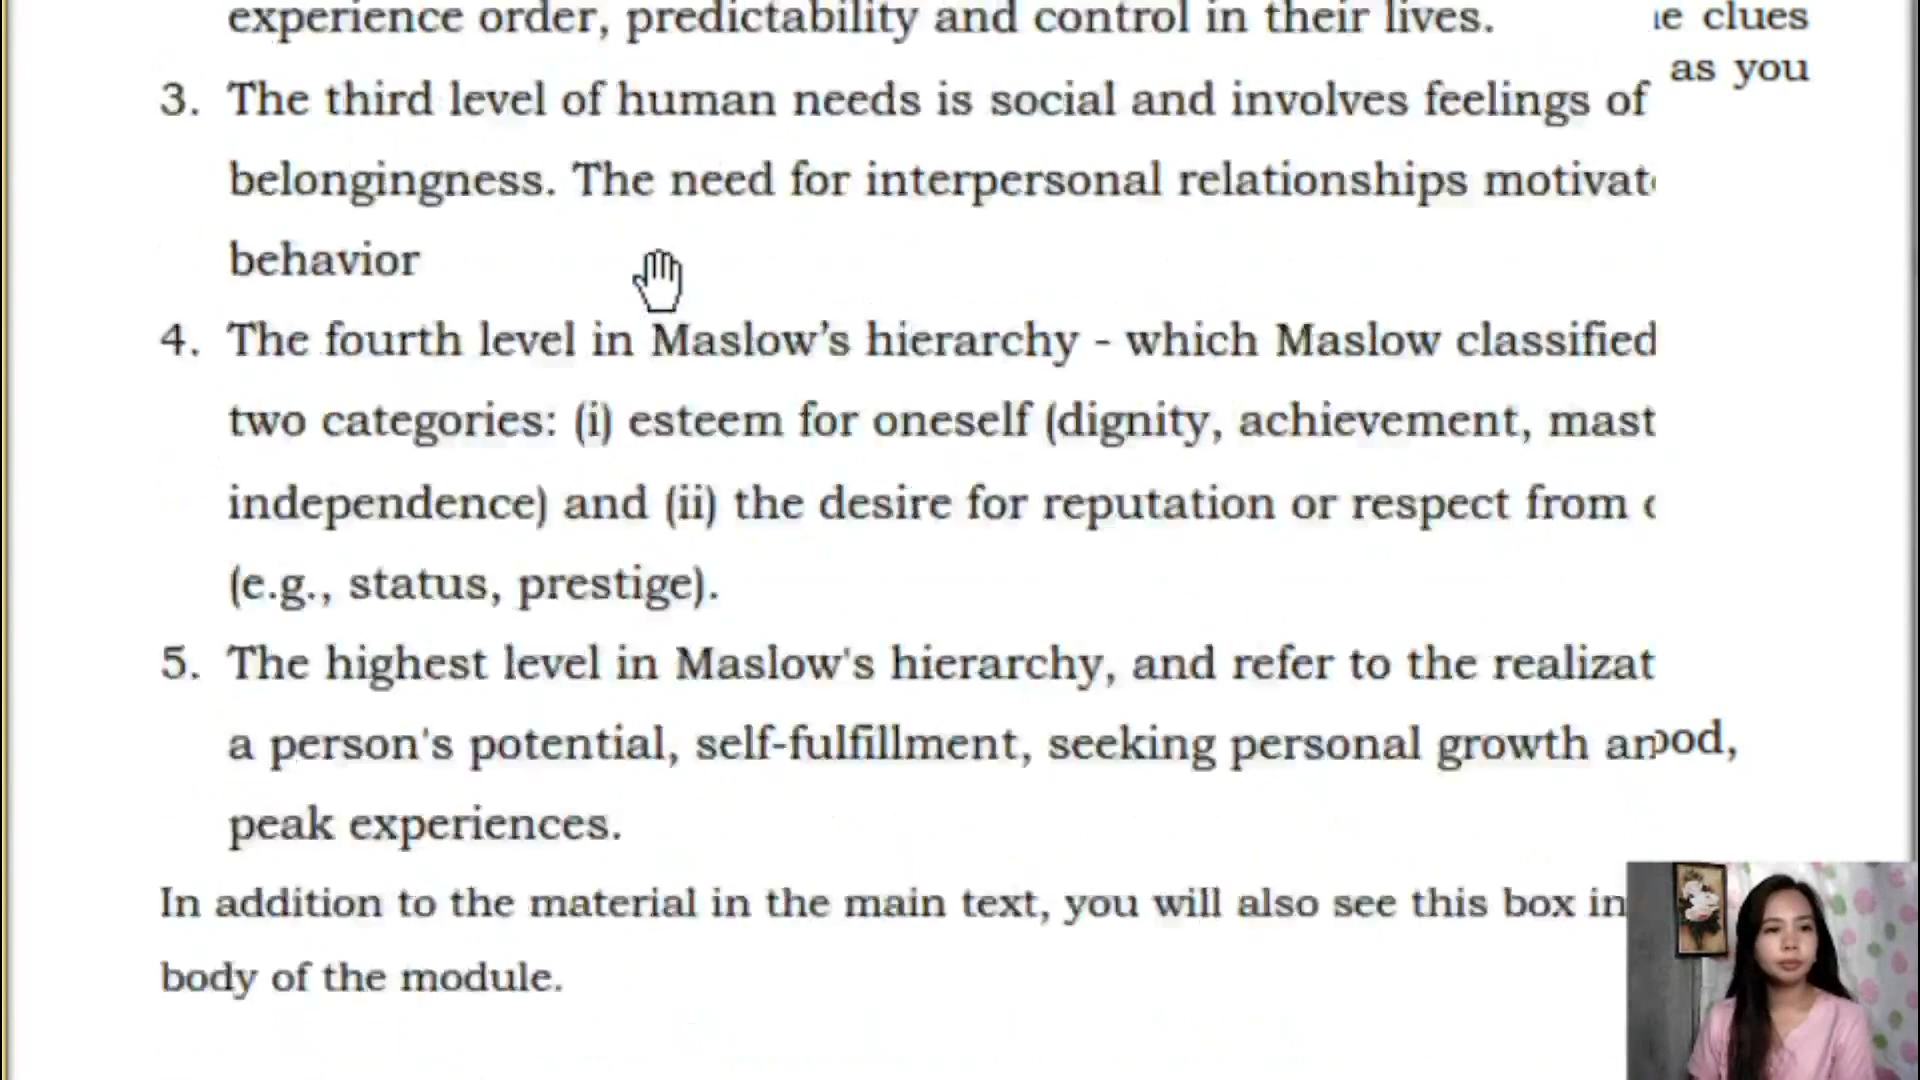 experience order, predictability and control in their lives.
clues
as you
3. The third level of human needs is social and involves feelings of
belongingness. The need for interpersonal relationships
behavior
4. The fourth level in Maslow’s hierarchy - which Maslow classified
two categories: (i) esteem for oneself (dignity, achievement,
independence) and (ii) the desire for reputation or respect from
(e.g., status, prestige).
5. The highest level in Maslow's hierarchy, and refer to the
a person's potential, self-fulfillment, seeking personal growth
peak experiences.
In addition to the material in the main text, you will also see this box in
body of the module.